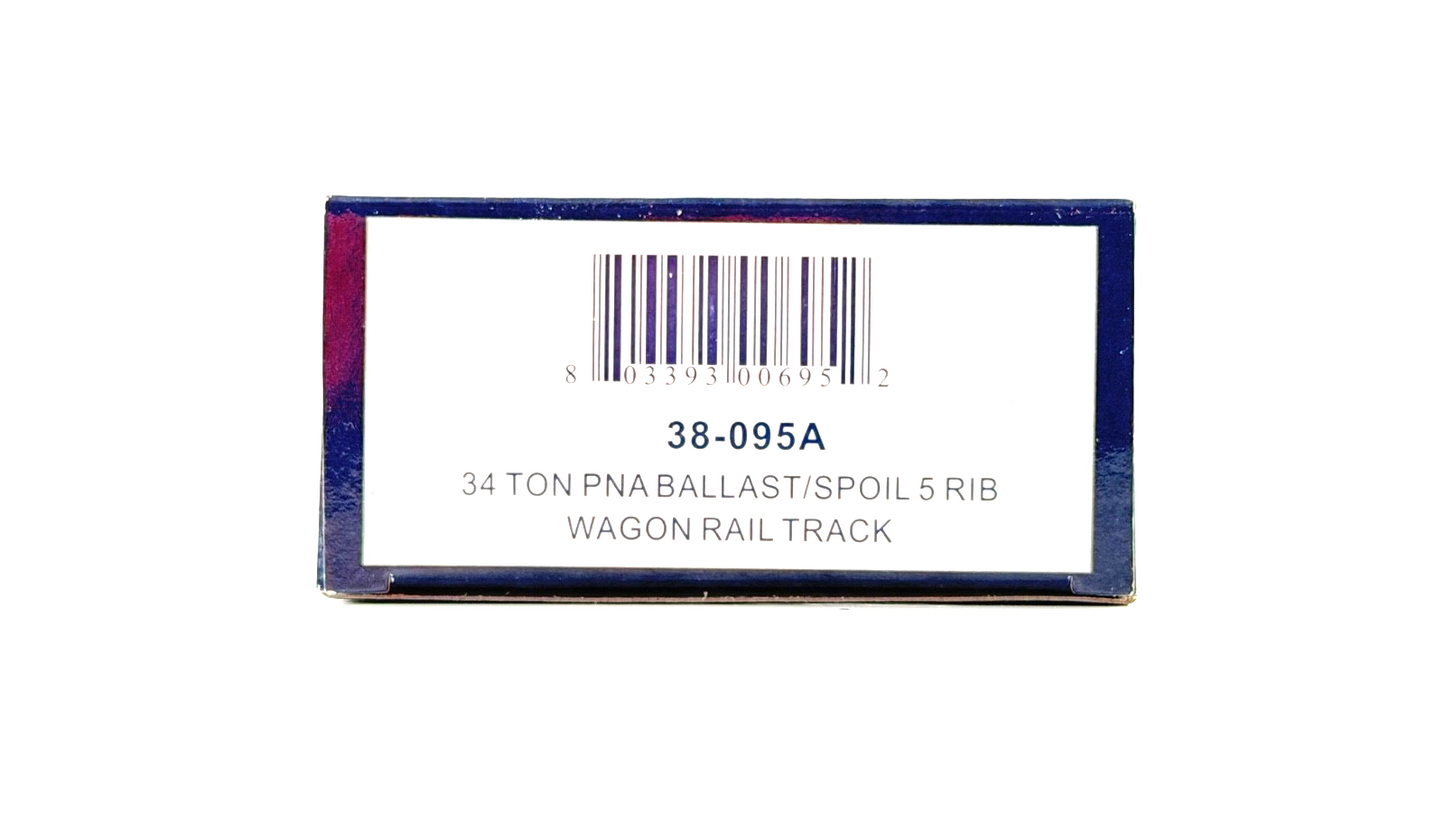 8 03393 00695 2
38-095A
34 TON PNA BALLAST/SPOIL 5 RIB
WAGON RAIL TRACK